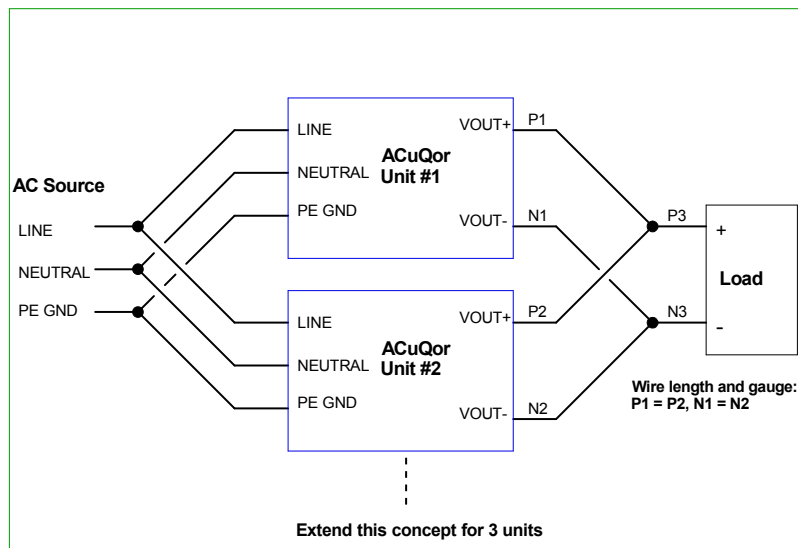 AC Source
LINE
NEUTRAL
PE GND
LINE
NEUTRAL
PE GND
ACuQor
Unit #1
VOUT+
VOUT-
P1
N1
LINE
NEUTRAL
PE GND
ACuQor
Unit #2
VOUT+
VOUT-
P2
N2
P3
N3
+
Load
-
Wire length and gauge:
P1 = P2, N1 = N2
Extend this concept for 3 units